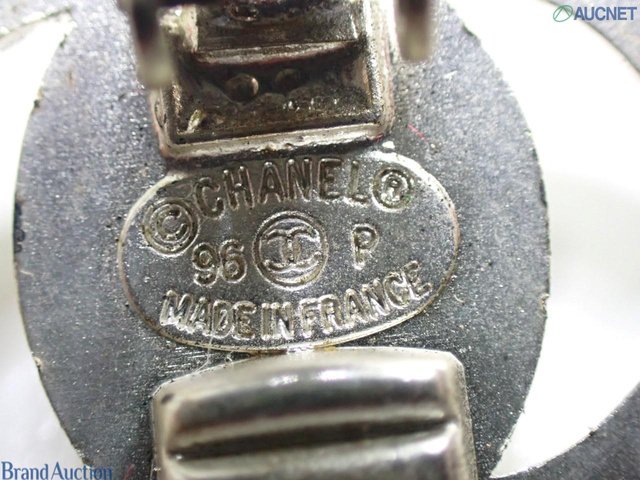 AUCNET
CHANEL®
© 96 P
MADE IN FRANCE
Brand Auction